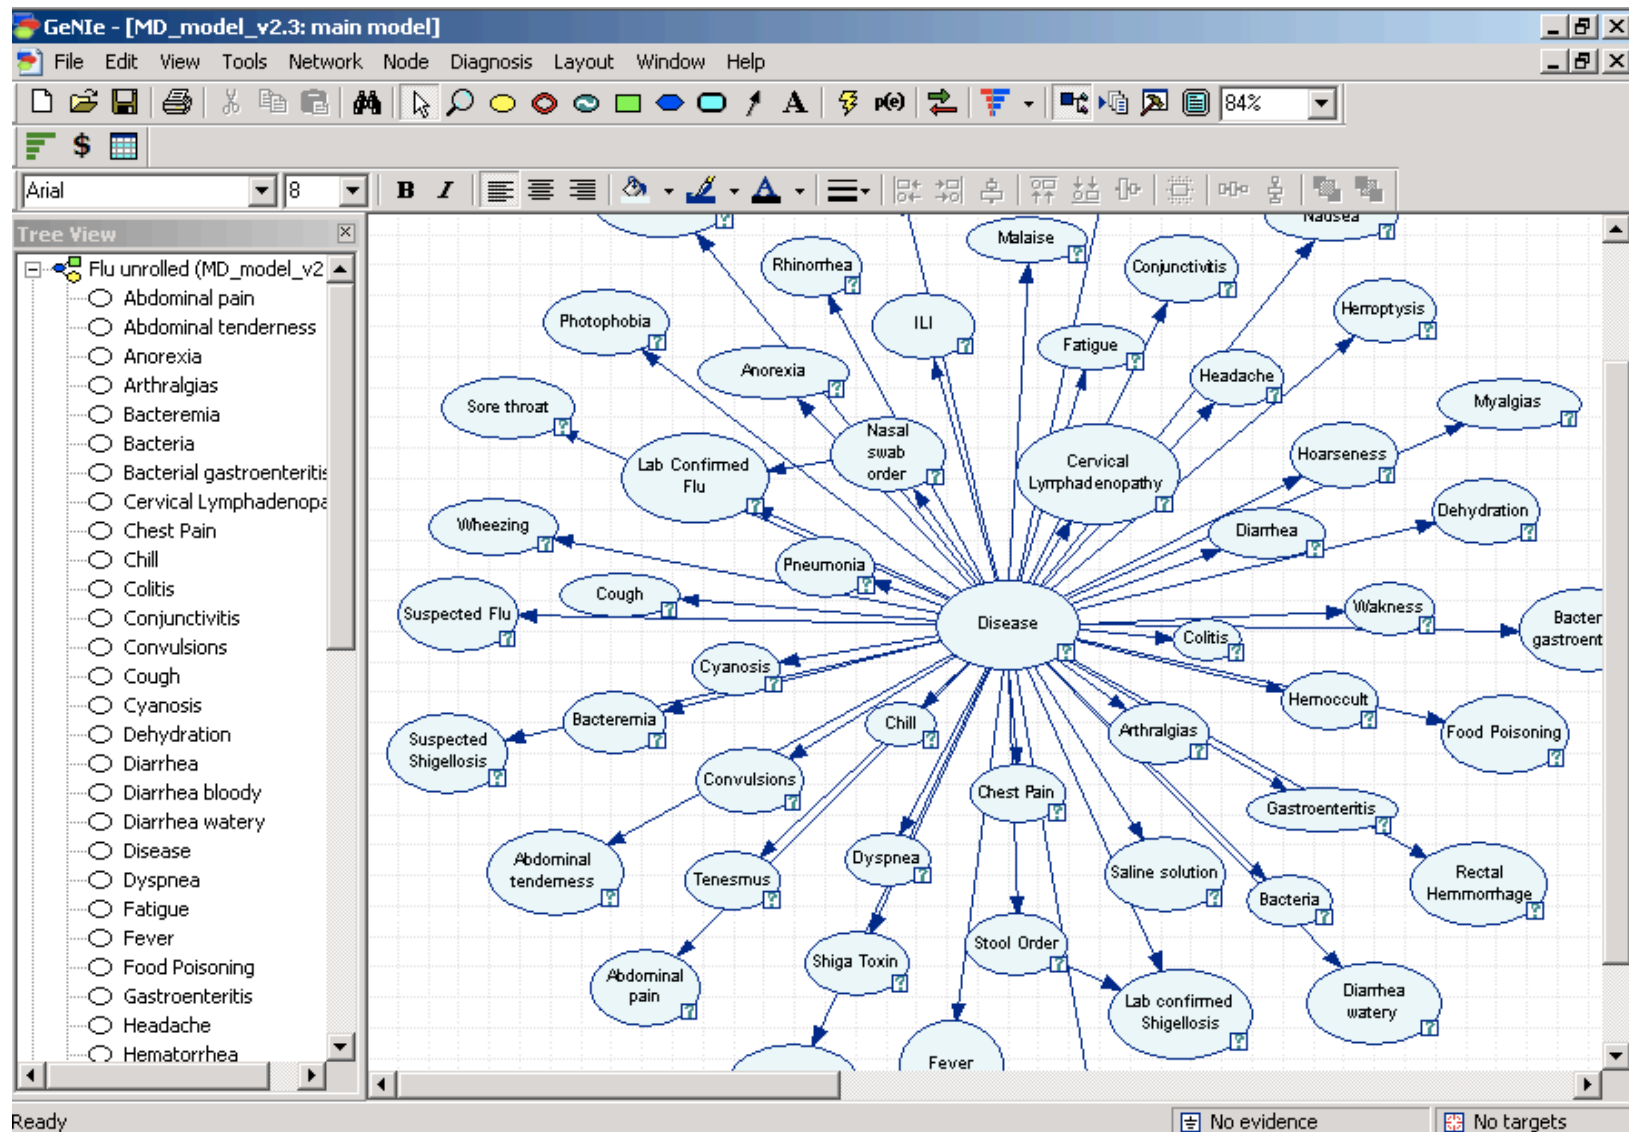 GeNIe - [MD_model_v2.3: main model]
File Edit View Tools Network Node Diagnosis Layout Window Help
A p(e) 84%
$
Arial 8 B I A
Tree View
Flu unrolled (MD_model_v2
Abdominal pain
Abdominal tenderness
Anorexia
Arthralgias
Bacteremia
Bacteria
Bacterial gastroenteritis
Cervical Lymphadenopa
Chest Pain
Chill
Colitis
Conjunctivitis
Convulsions
Cough
Cyanosis
Dehydration
Diarrhea
Diarrhea bloody
Diarrhea watery
Disease
Dyspnea
Fatigue
Fever
Food Poisoning
Gastroenteritis
Headache
Hematorrhea
Nausea
Malaise
Rhinorrhea
Conjunctivitis
Photophobia
ILI
Hemoptysis
Fatigue
Anorexia
Headache
Sore throat
Myalgias
Nasal
swab
order
Lab Confirmed
Flu
Cervical
Lymphadenopathy
Hoarseness
Wheezing
Diarrhea
Dehydration
Pneumonia
Cough
Suspected Flu
Disease
Wakness
Colitis
Bacter
gastroent
Cyanosis
Hemoccult
Bacteremia
Chill
Arthralgias
Food Poisoning
Suspected
Shigellosis
Convulsions
Chest Pain
Gastroenteritis
Abdominal
tenderness
Tenesmus
Dyspnea
Saline solution
Bacteria
Rectal
Hemmorrhage
Stool Order
Shiga Toxin
Abdominal
pain
Lab confirmed
Shigellosis
Diarrhea
watery
Fever
Ready No evidence No targets